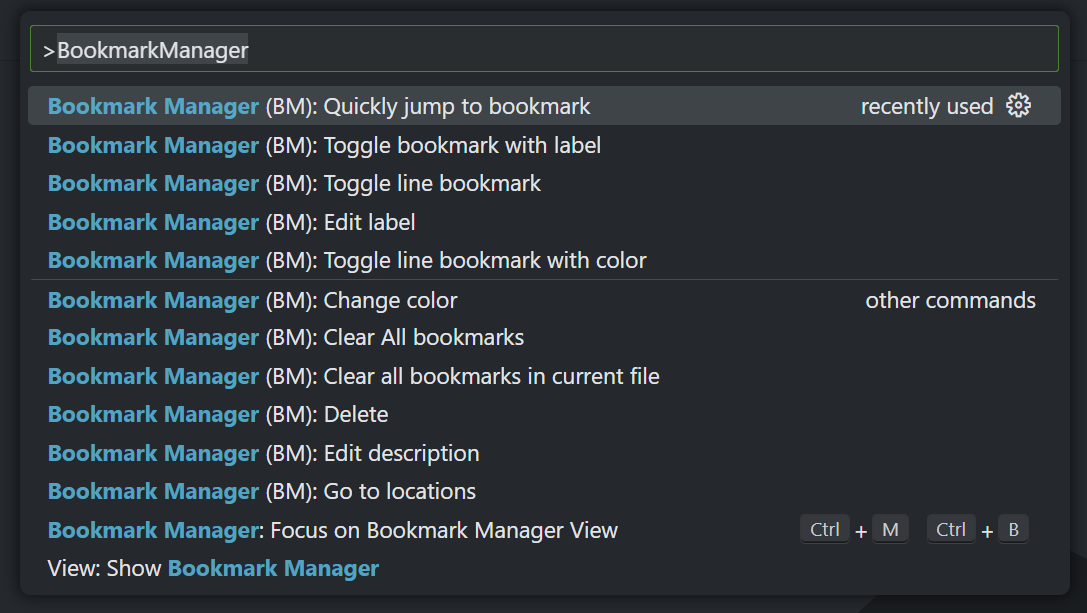 >BookmarkManager
Bookmark Manager (BM): Quickly jump to bookmark recently used
Bookmark Manager (BM): Toggle bookmark with label
Bookmark Manager (BM): Toggle line bookmark
Bookmark Manager (BM): Edit label
Bookmark Manager (BM): Toggle line bookmark with color
Bookmark Manager (BM): Change color other commands
Bookmark Manager (BM): Clear All bookmarks
Bookmark Manager (BM): Clear all bookmarks in current file
Bookmark Manager (BM): Delete
Bookmark Manager (BM): Edit description
Bookmark Manager (BM): Go to locations
Bookmark Manager: Focus on Bookmark Manager View Ctrl + M Ctrl + B
View: Show Bookmark Manager